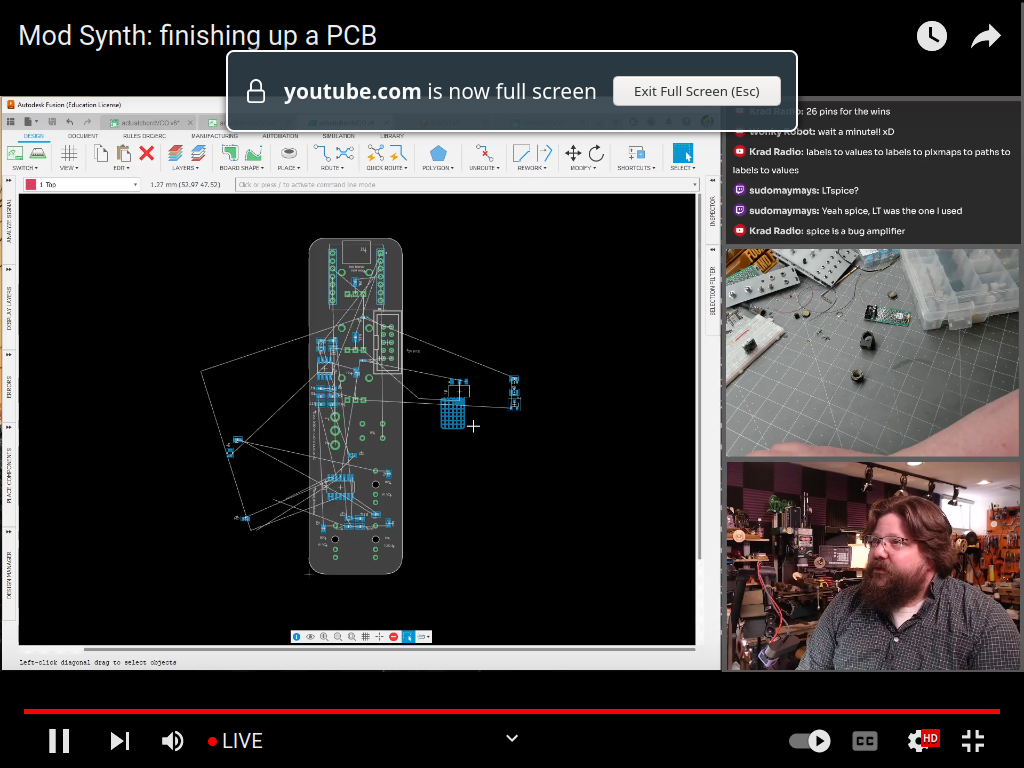 Mod Synth: finishing up a PCB
youtube.com is now full screen
Exit Full Screen (Esc)
Autodesk Fusion (Education License)
DESIGN DOCUMENT RULES DRC/ERC MANUFACTURING AUTOMATION LIBRARY
SWITCH EDIT LAYERS BOARD SHAPE PLACE ROUTE QUICK ROUTE POLYGON UNROUTE REWORK MODIFY SHORTCUTS SELECT
1 Top
1.27 mm (52.97 47.52)
Click or press / to activate command line mode
ANALYZE SIGNAL
DISPLAY LAYERS
ERRORS
PLACE COMPONENTS
DESIGN MANAGER
INSPECTOR
SELECTION FILTER
Left-click diagonal drag to select objects
Krad Radio: 26 pins for the wins
Wonky Robot: wait a minute!! xD
Krad Radio: labels to values to labels to pixmaps to paths to
labels to values
sudomaymays: LTspice?
sudomaymays: Yeah spice, LT was the one I used
Krad Radio: spice is a bug amplifier
LIVE
CC
HD